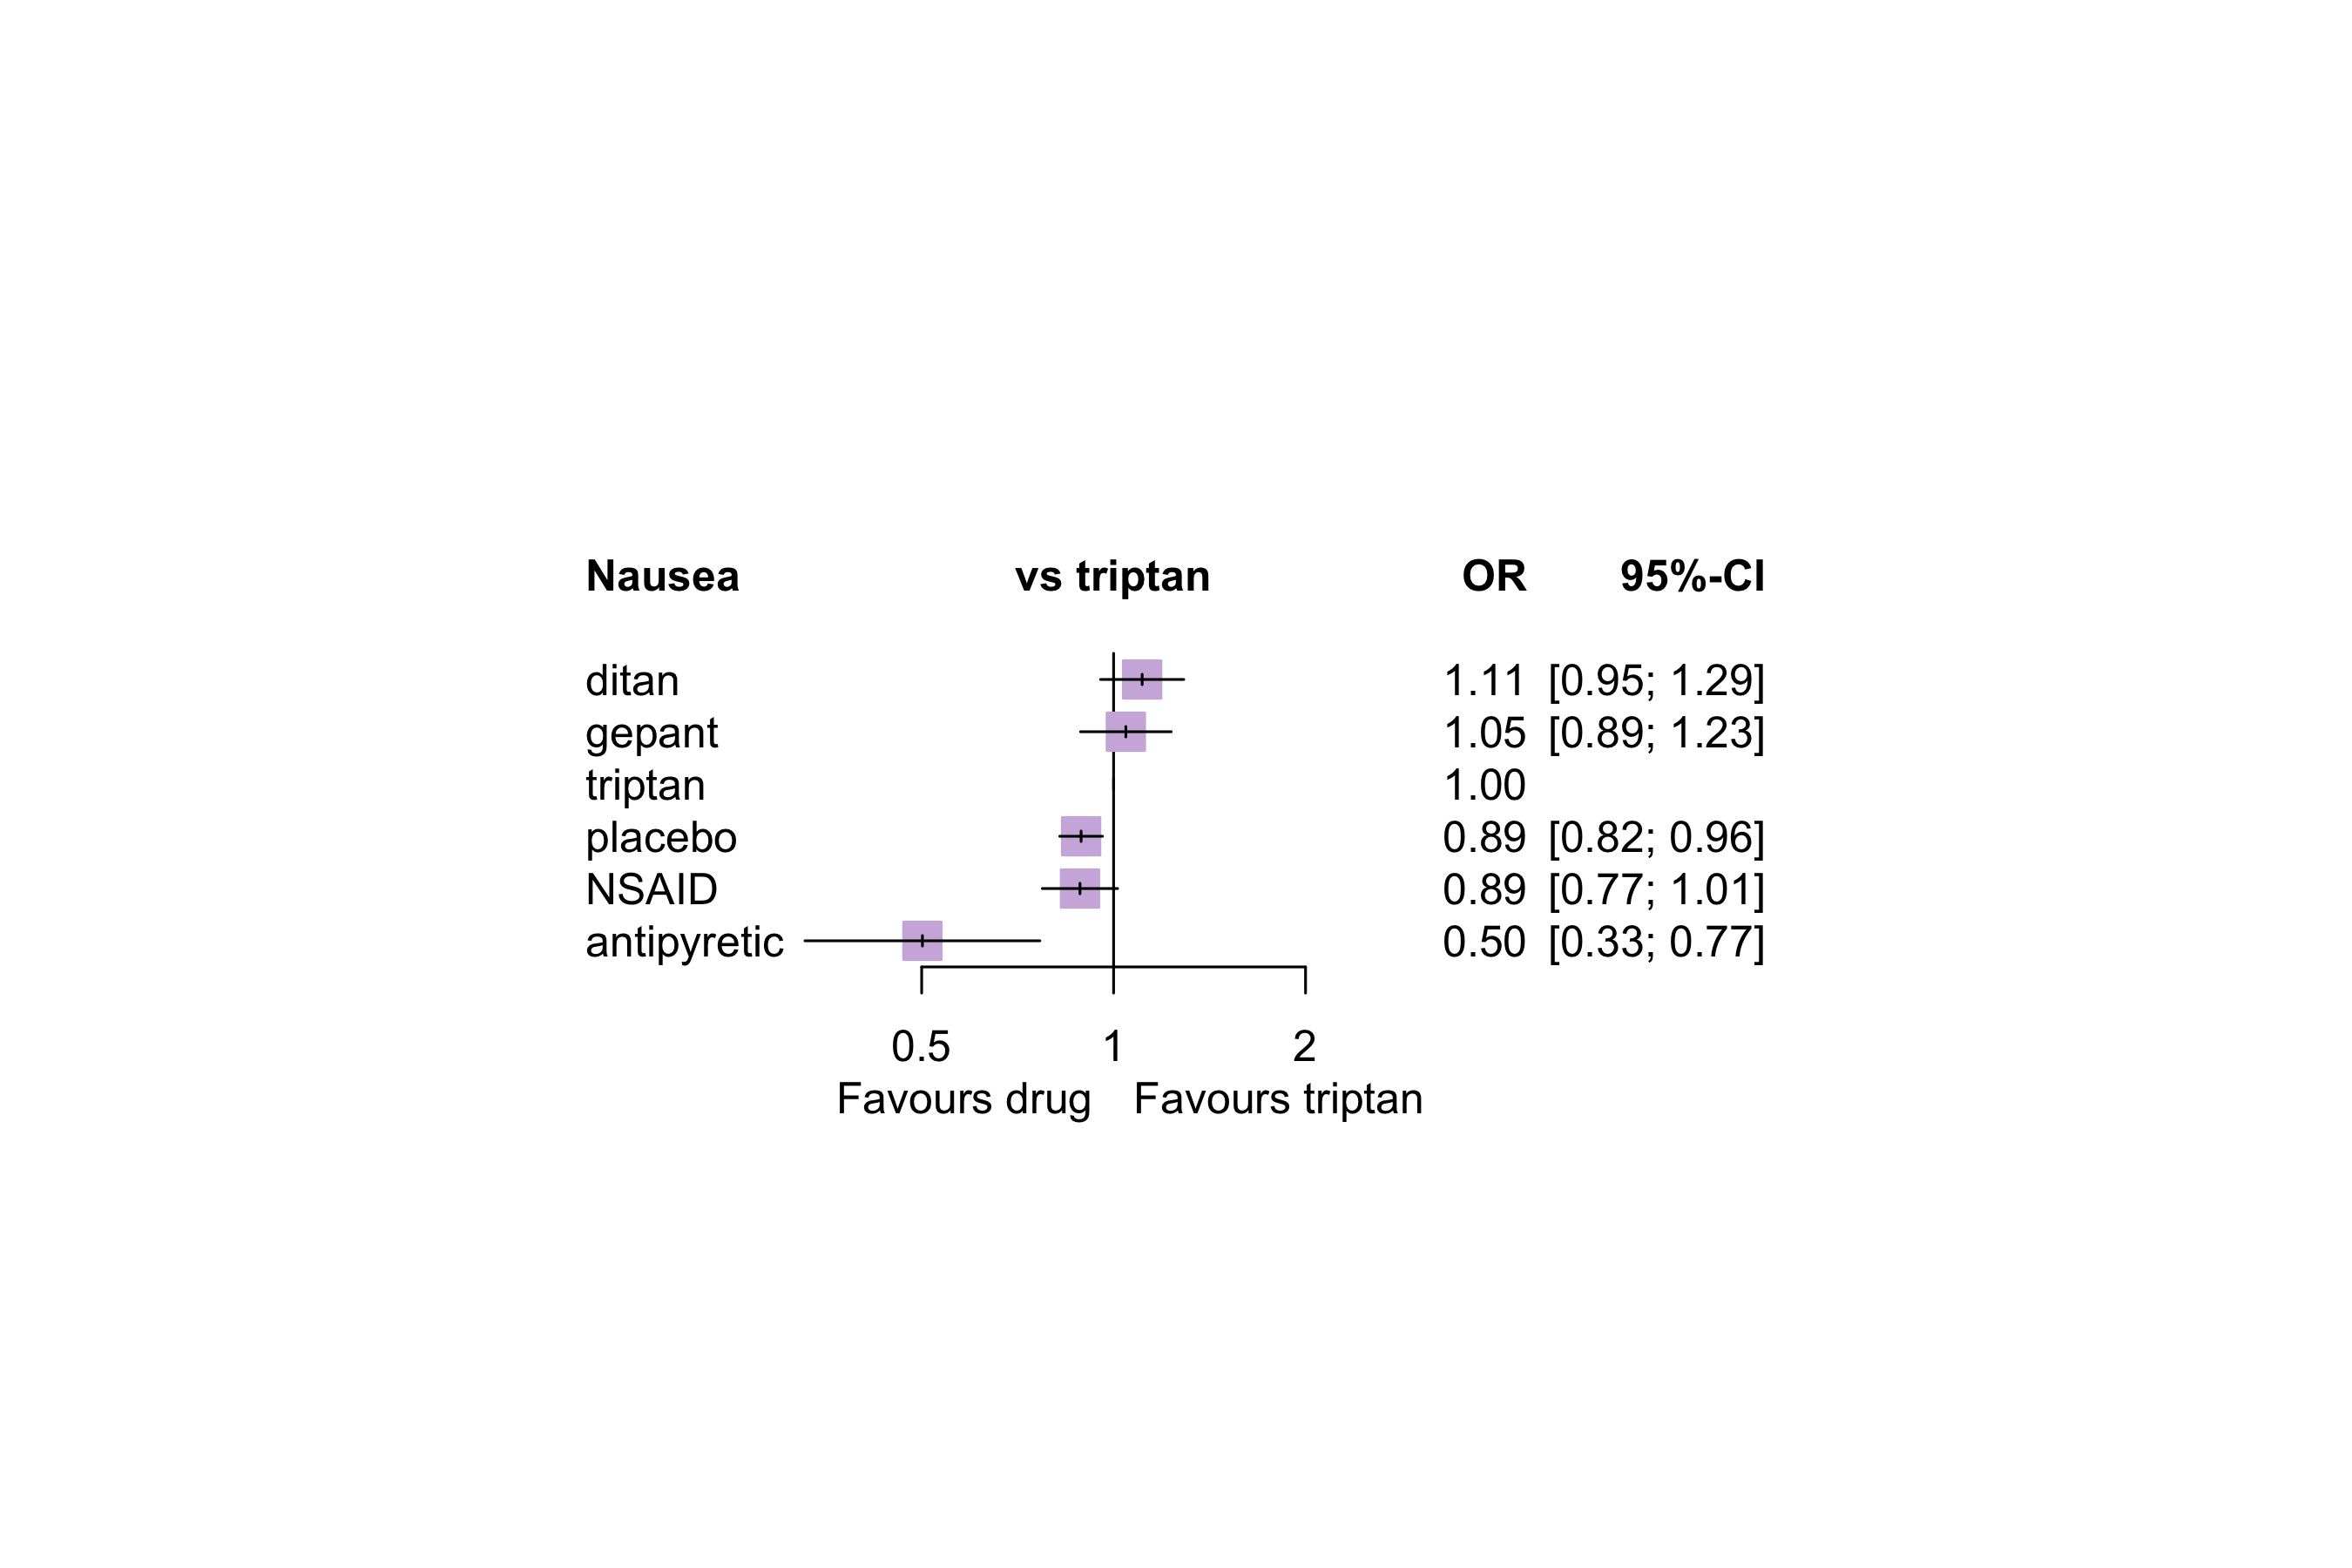 Nausea vs triptan OR 95%-CI
ditan 1.11 [0.95; 1.29]
gepant 1.05 [0.89; 1.23]
triptan 1.00
placebo 0.89 [0.82; 0.96]
NSAID 0.89 [0.77; 1.01]
antipyretic 0.50 [0.33; 0.77]
0.5 1 2
Favours drug Favours triptan